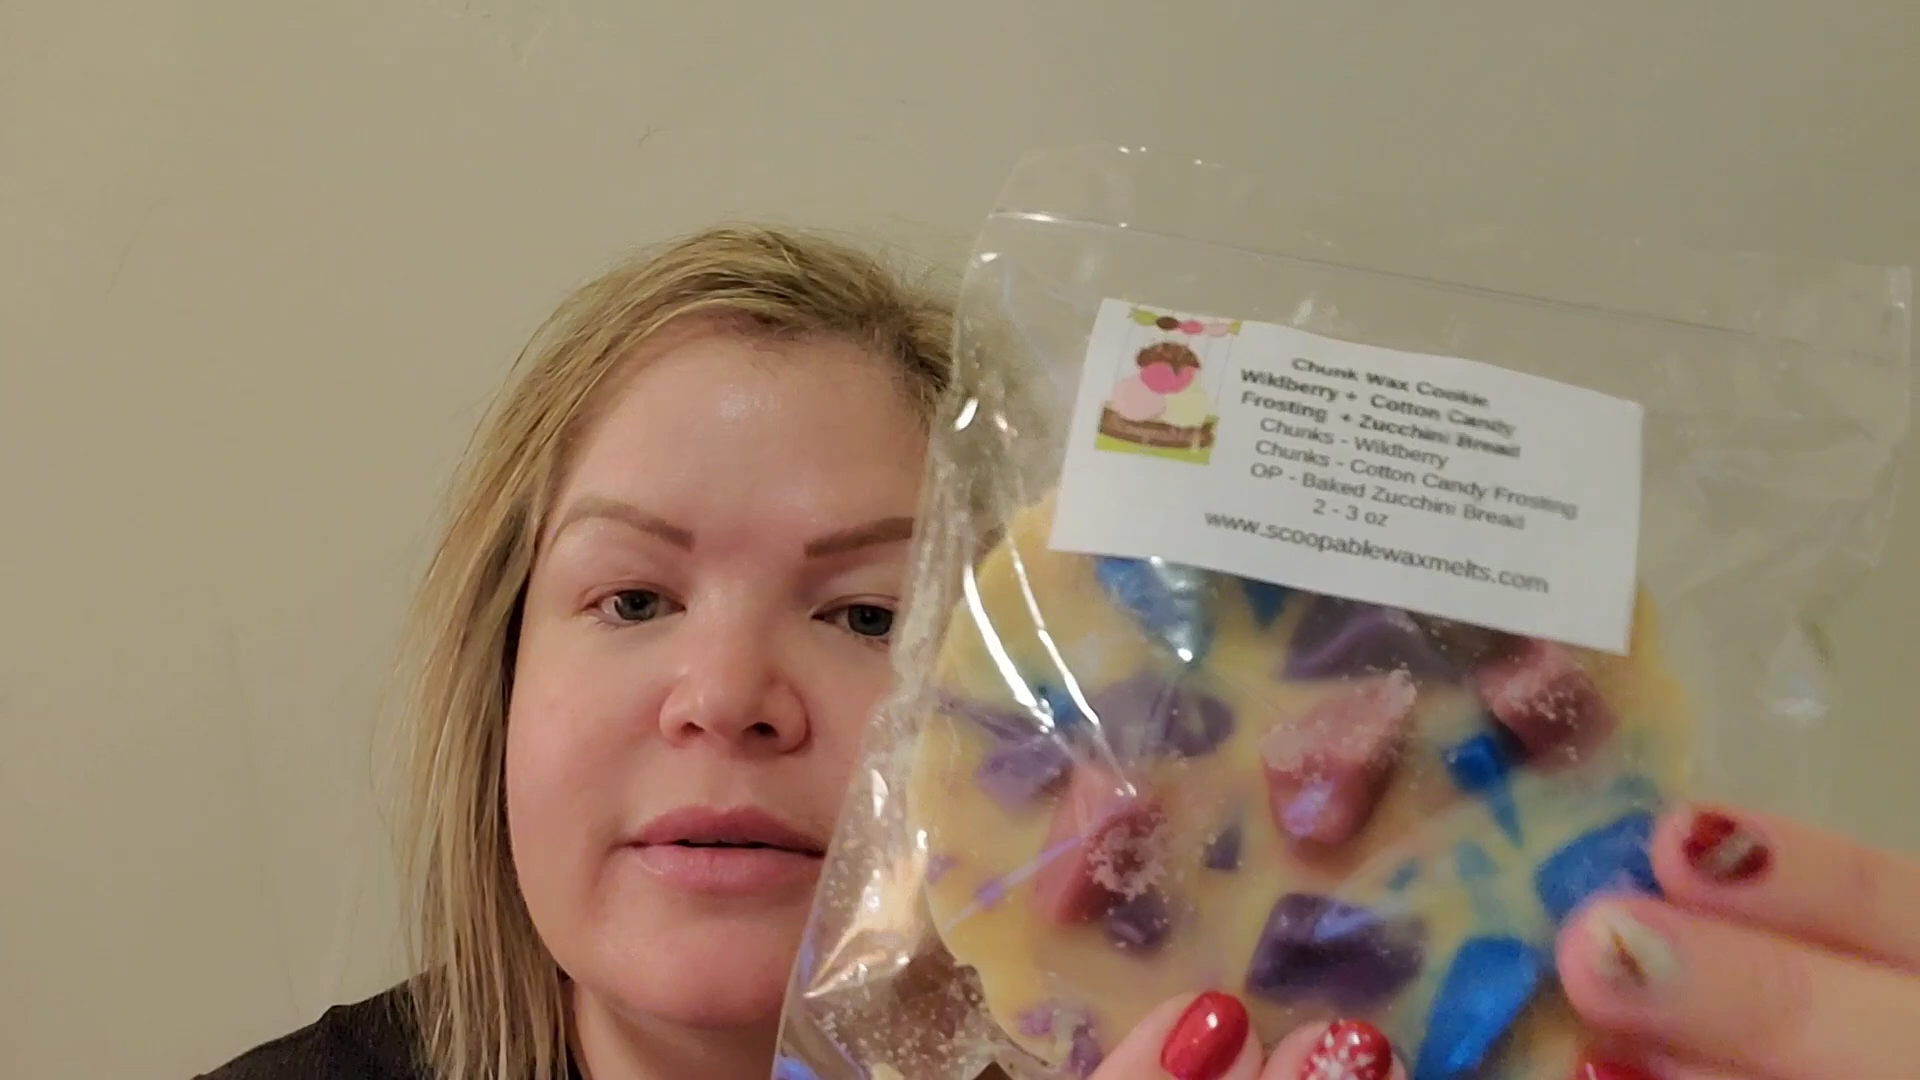 Chunk Wax Cookie
Wildberry + Cotton Candy
Frosting + Zucchini Bread
Chunks - Wildberry
Chunks - Cotton Candy Frosting
OP - Baked Zucchini Bread
2 - 3 oz
www.scoopablewaxmelts.com